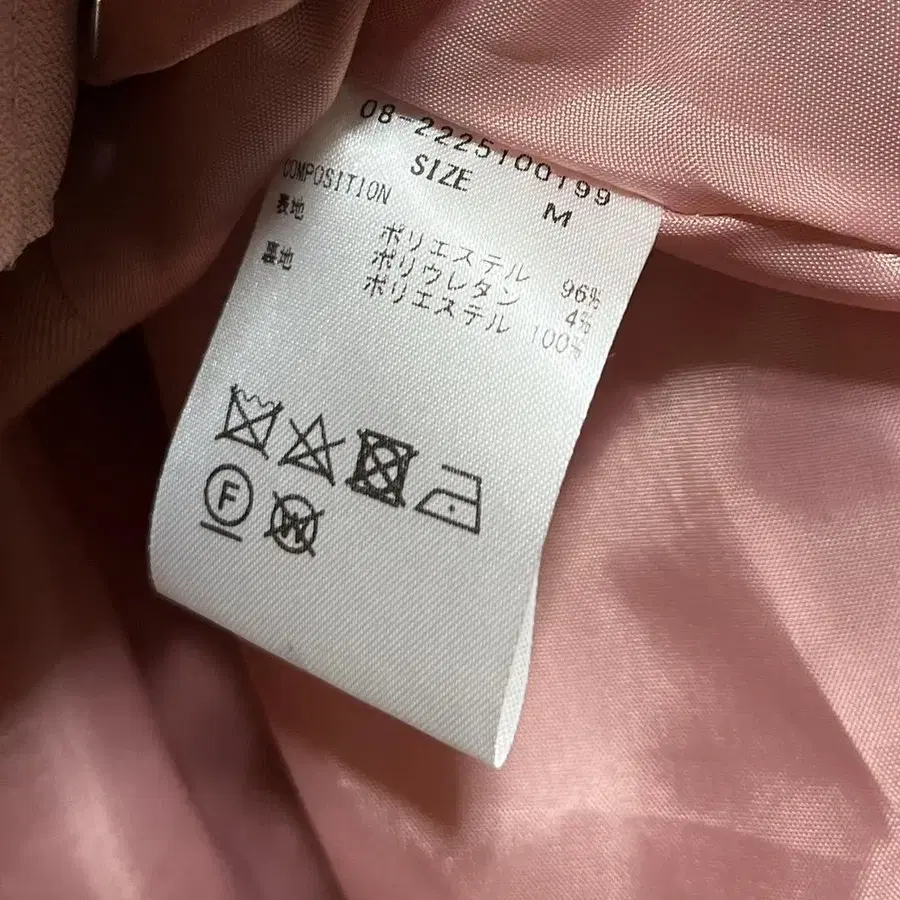 08-2225100199
SIZE M
COMPOSITION
表地 ポリエステル 96%
ポリウレタン 4%
裏地 ポリエステル 100%
F
W